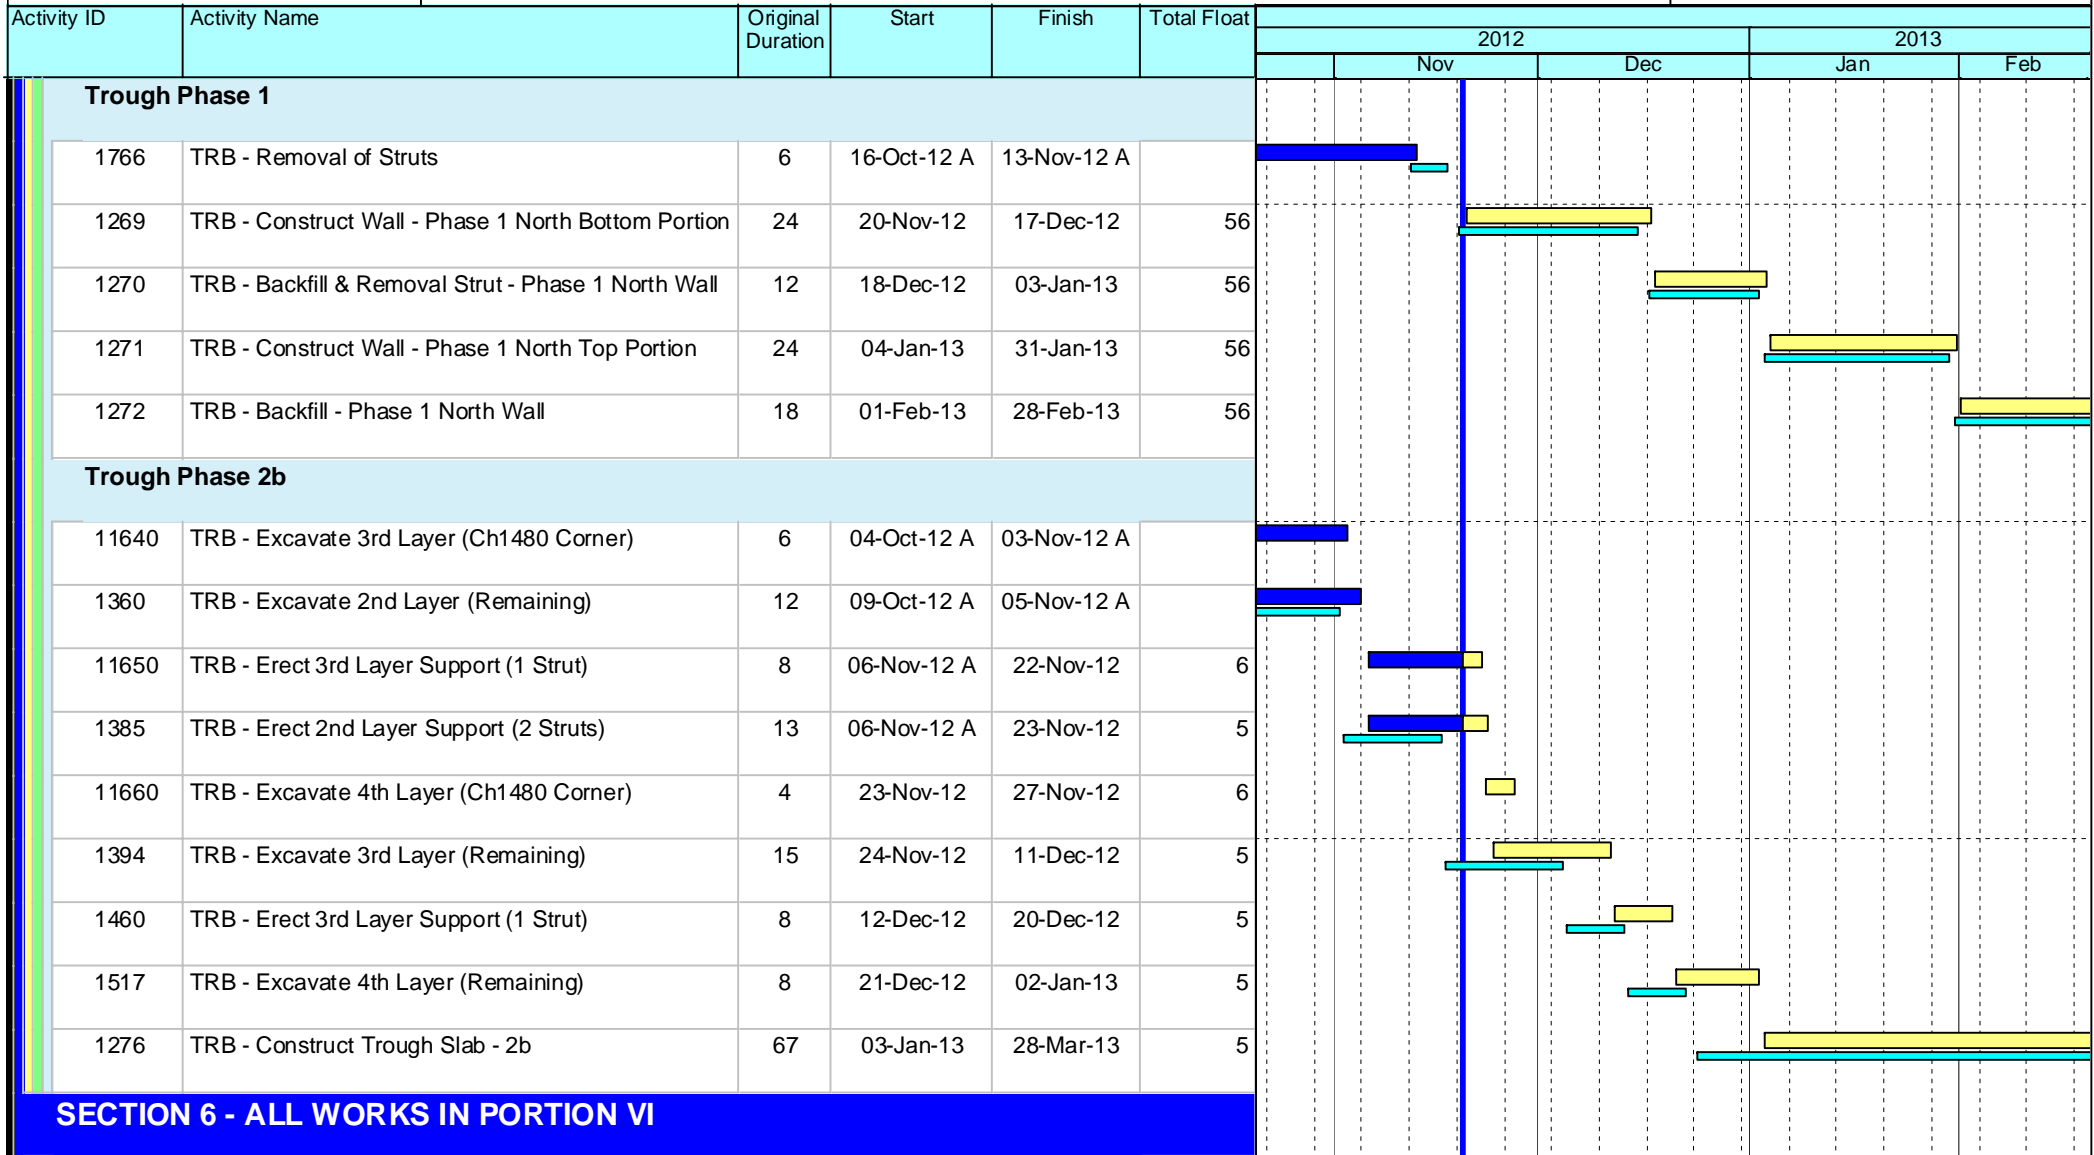 Activity ID Activity Name Original Duration Start Finish Total Float
2012 2013
Nov Dec Jan Feb
Trough Phase 1
1766 TRB - Removal of Struts 6 16-Oct-12 A 13-Nov-12 A
1269 TRB - Construct Wall - Phase 1 North Bottom Portion 24 20-Nov-12 17-Dec-12 56
1270 TRB - Backfill & Removal Strut - Phase 1 North Wall 12 18-Dec-12 03-Jan-13 56
1271 TRB - Construct Wall - Phase 1 North Top Portion 24 04-Jan-13 31-Jan-13 56
1272 TRB - Backfill - Phase 1 North Wall 18 01-Feb-13 28-Feb-13 56
Trough Phase 2b
11640 TRB - Excavate 3rd Layer (Ch1480 Corner) 6 04-Oct-12 A 03-Nov-12 A
1360 TRB - Excavate 2nd Layer (Remaining) 12 09-Oct-12 A 05-Nov-12 A
11650 TRB - Erect 3rd Layer Support (1 Strut) 8 06-Nov-12 A 22-Nov-12 6
1385 TRB - Erect 2nd Layer Support (2 Struts) 13 06-Nov-12 A 23-Nov-12 5
11660 TRB - Excavate 4th Layer (Ch1480 Corner) 4 23-Nov-12 27-Nov-12 6
1394 TRB - Excavate 3rd Layer (Remaining) 15 24-Nov-12 11-Dec-12 5
1460 TRB - Erect 3rd Layer Support (1 Strut) 8 12-Dec-12 20-Dec-12 5
1517 TRB - Excavate 4th Layer (Remaining) 8 21-Dec-12 02-Jan-13 5
1276 TRB - Construct Trough Slab - 2b 67 03-Jan-13 28-Mar-13 5
SECTION 6 - ALL WORKS IN PORTION VI